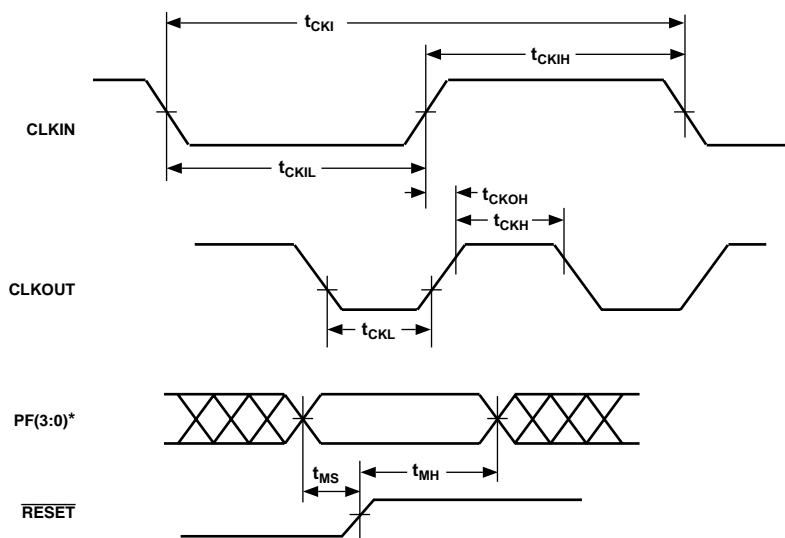 tCKI
tCKIH
CLKIN
tCKIL
tCKOH
tCKH
CLKOUT
tCKL
PF(3:0)*
tMS
tMH
RESET